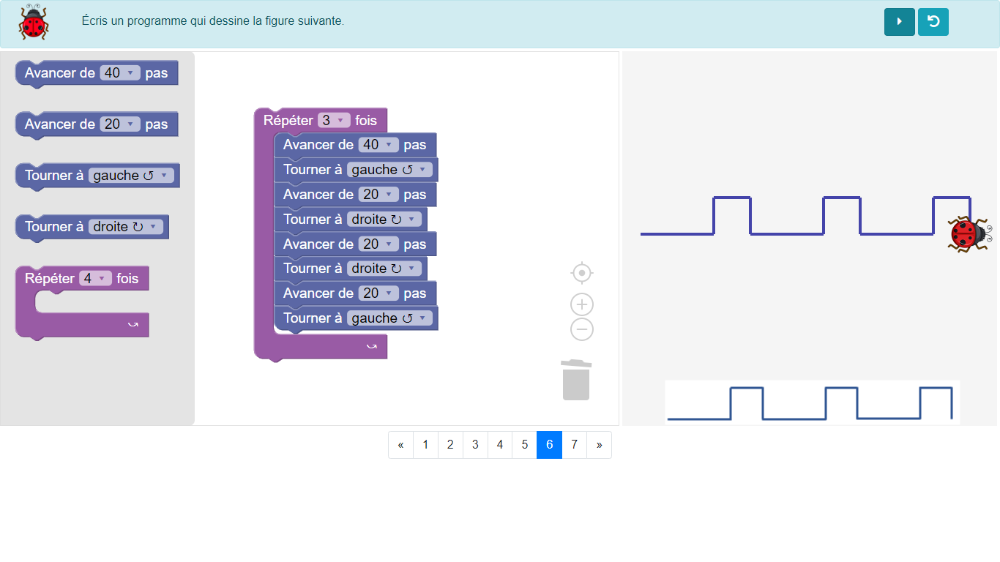 Écris un programme qui dessine la figure suivante.
Avancer de 40 pas
Avancer de 20 pas
Tourner à gauche ↺
Tourner à droite ↻
Répéter 4 fois
Répéter 3 fois
Avancer de 40 pas
Tourner à gauche ↺
Avancer de 20 pas
Tourner à droite ↻
Avancer de 20 pas
Tourner à droite ↻
Avancer de 20 pas
Tourner à gauche ↺
« 1 2 3 4 5 6 7 »